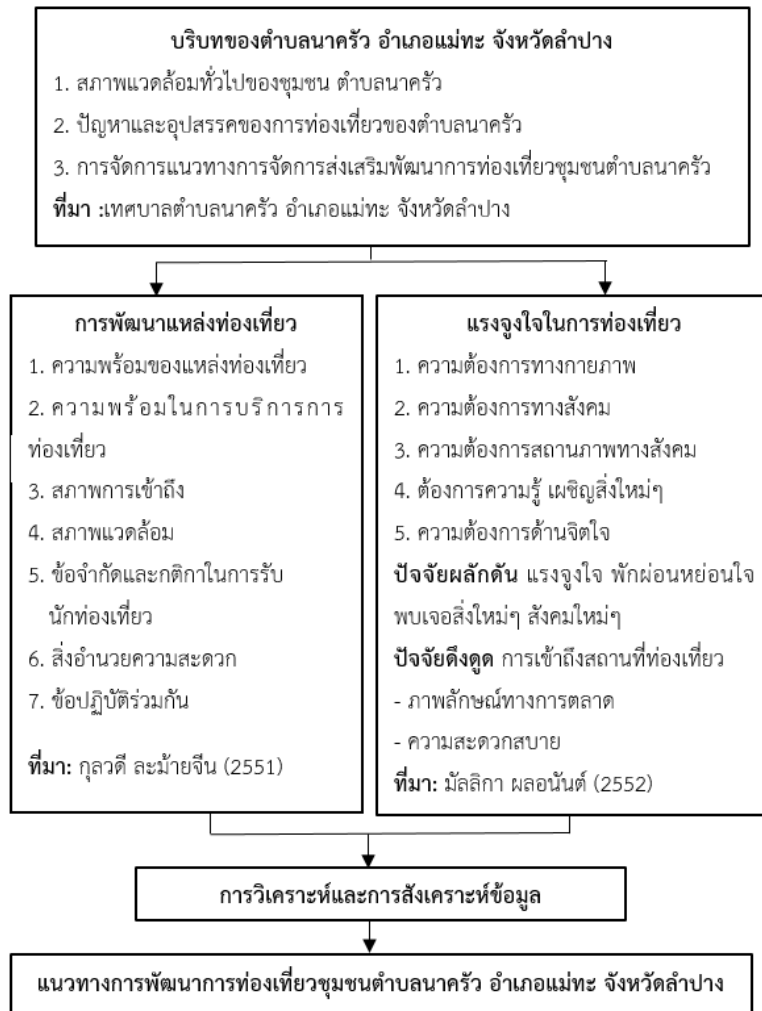 บริบทของตำบลนาครัว อำเภอแม่ทะ จังหวัดลำปาง
1. สภาพแวดล้อมทั่วไปของชุมชน ตำบลนาครัว
2. ปัญหาและอุปสรรคของการท่องเที่ยวของตำบลนาครัว
3. การจัดการแนวทางการจัดการส่งเสริมพัฒนาการท่องเที่ยวชุมชนตำบลนาครัว
ที่มา :เทศบาลตำบลนาครัว อำเภอแม่ทะ จังหวัดลำปาง
การพัฒนาแหล่งท่องเที่ยว
1. ความพร้อมของแหล่งท่องเที่ยว
2. ความพร้อมในการบริการการ
ท่องเที่ยว
3. สภาพการเข้าถึง
4. สภาพแวดล้อม
5. ข้อจำกัดและกติกาในการรับ
นักท่องเที่ยว
6. สิ่งอำนวยความสะดวก
7. ข้อปฏิบัติร่วมกัน
ที่มา: กุลวดี ละม้ายจีน (2551)
แรงจูงใจในการท่องเที่ยว
1. ความต้องการทางกายภาพ
2. ความต้องการทางสังคม
3. ความต้องการสถานภาพทางสังคม
4. ต้องการความรู้ เผชิญสิ่งใหม่ๆ
5. ความต้องการด้านจิตใจ
ปัจจัยผลักดัน แรงจูงใจ พักผ่อนหย่อนใจ
พบเจอสิ่งใหม่ๆ สังคมใหม่ๆ
ปัจจัยดึงดูด การเข้าถึงสถานที่ท่องเที่ยว
- ภาพลักษณ์ทางการตลาด
- ความสะดวกสบาย
ที่มา: มัลลิกา ผลอนันต์ (2552)
การวิเคราะห์และการสังเคราะห์ข้อมูล
แนวทางการพัฒนาการท่องเที่ยวชุมชนตำบลนาครัว อำเภอแม่ทะ จังหวัดลำปาง